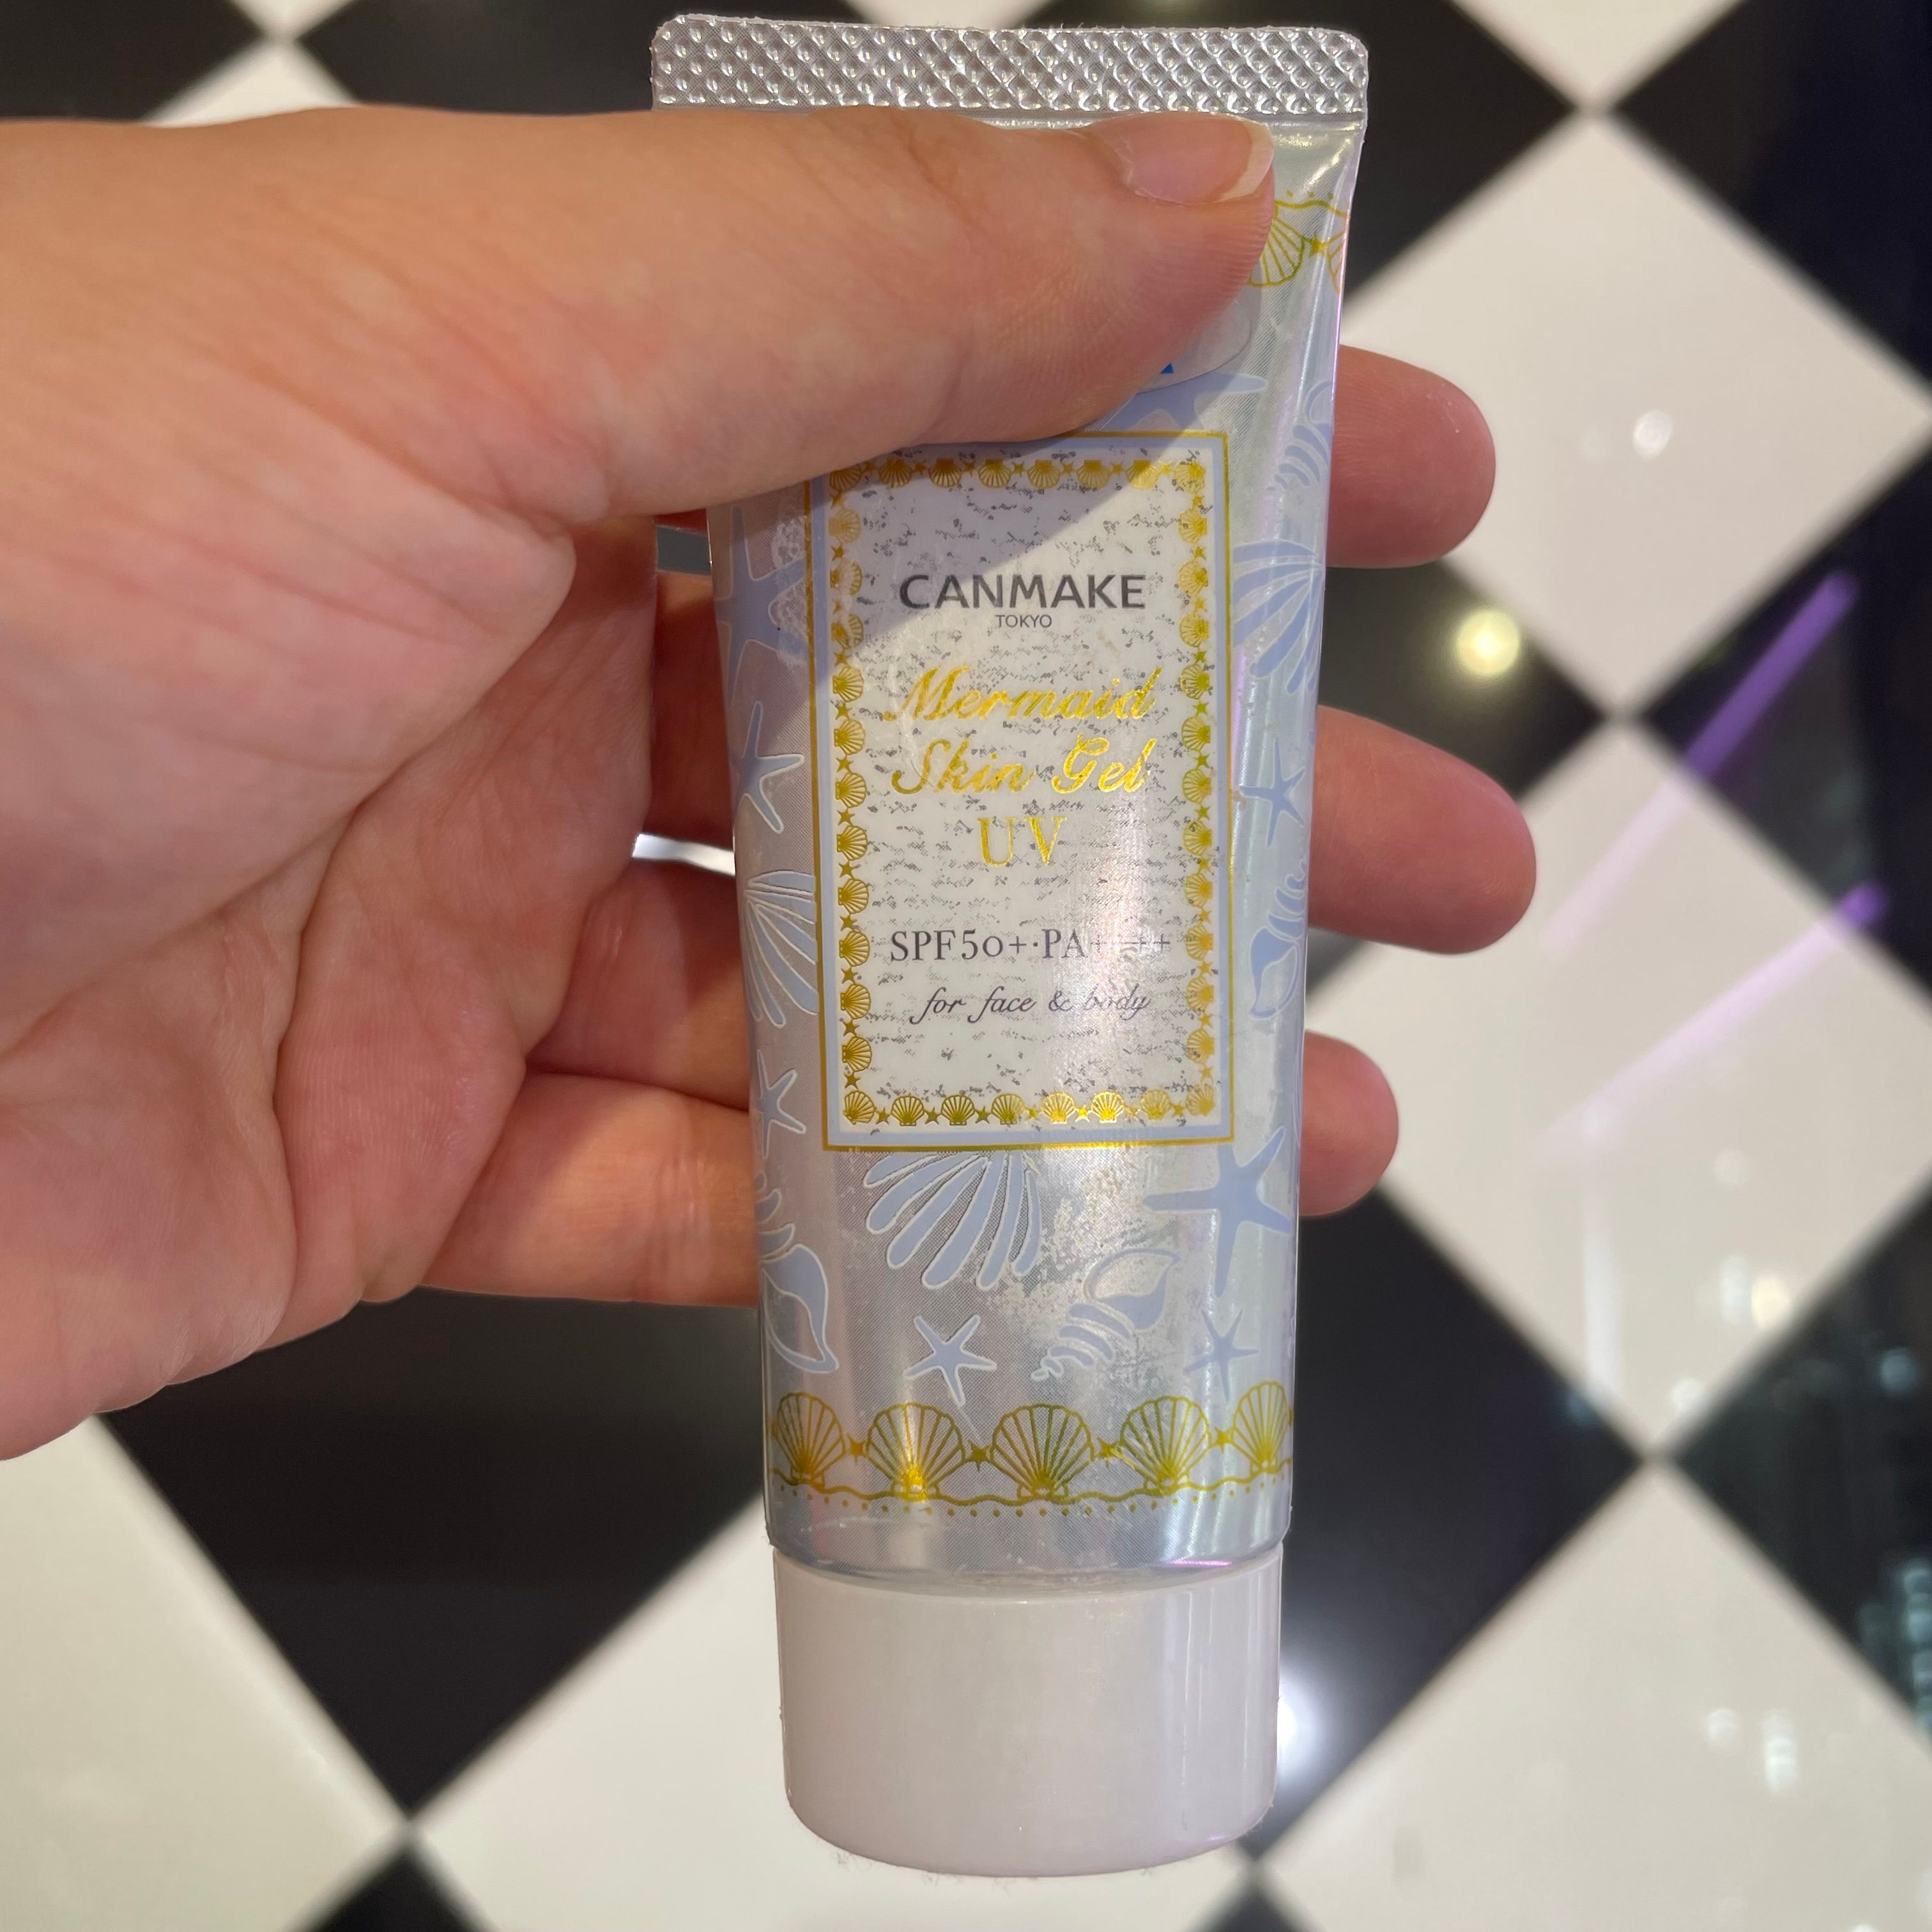 CANMAKE
TOKYO
Mermaid
Skin Gel
UV
SPF50+·PA++++
for face & body